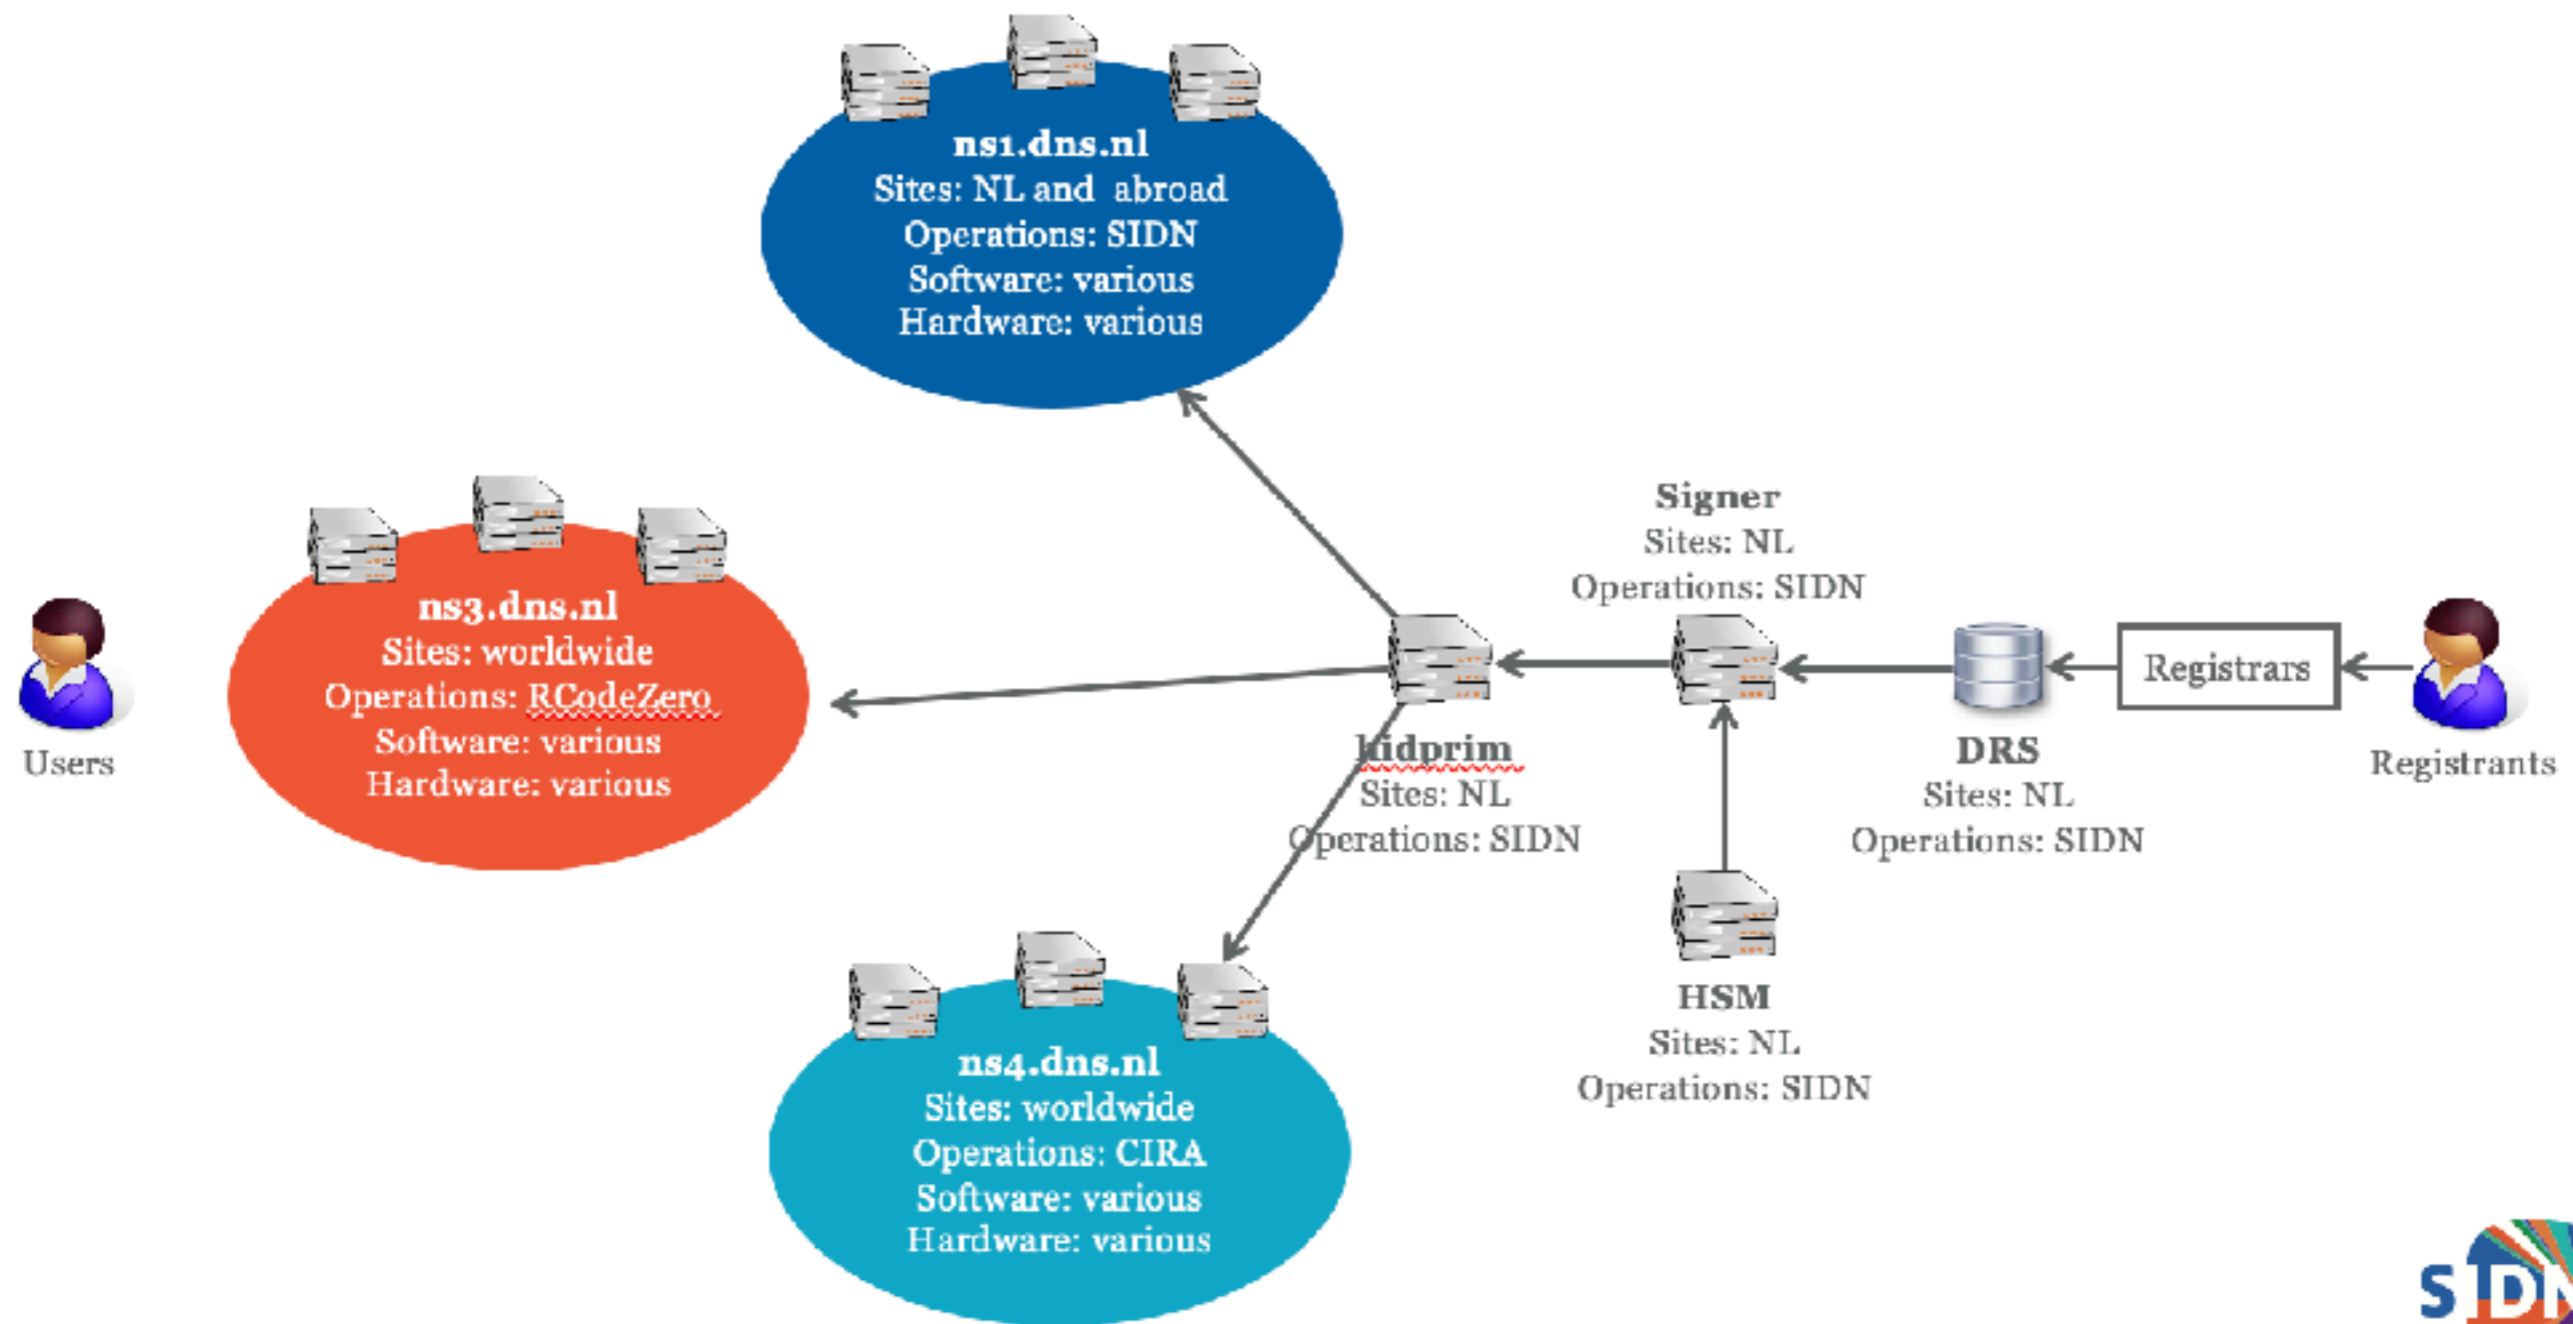 ns1.dns.nl
Sites: NL and abroad
Operations: SIDN
Software: various
Hardware: various
ns3.dns.nl
Sites: worldwide
Operations: RCodeZero
Software: various
Hardware: various
Users
Signer
Sites: NL
Operations: SIDN
hidprim
Sites: NL
Operations: SIDN
DRS
Sites: NL
Operations: SIDN
Registrars
Registrants
HSM
Sites: NL
Operations: SIDN
ns4.dns.nl
Sites: worldwide
Operations: CIRA
Software: various
Hardware: various
SIDN